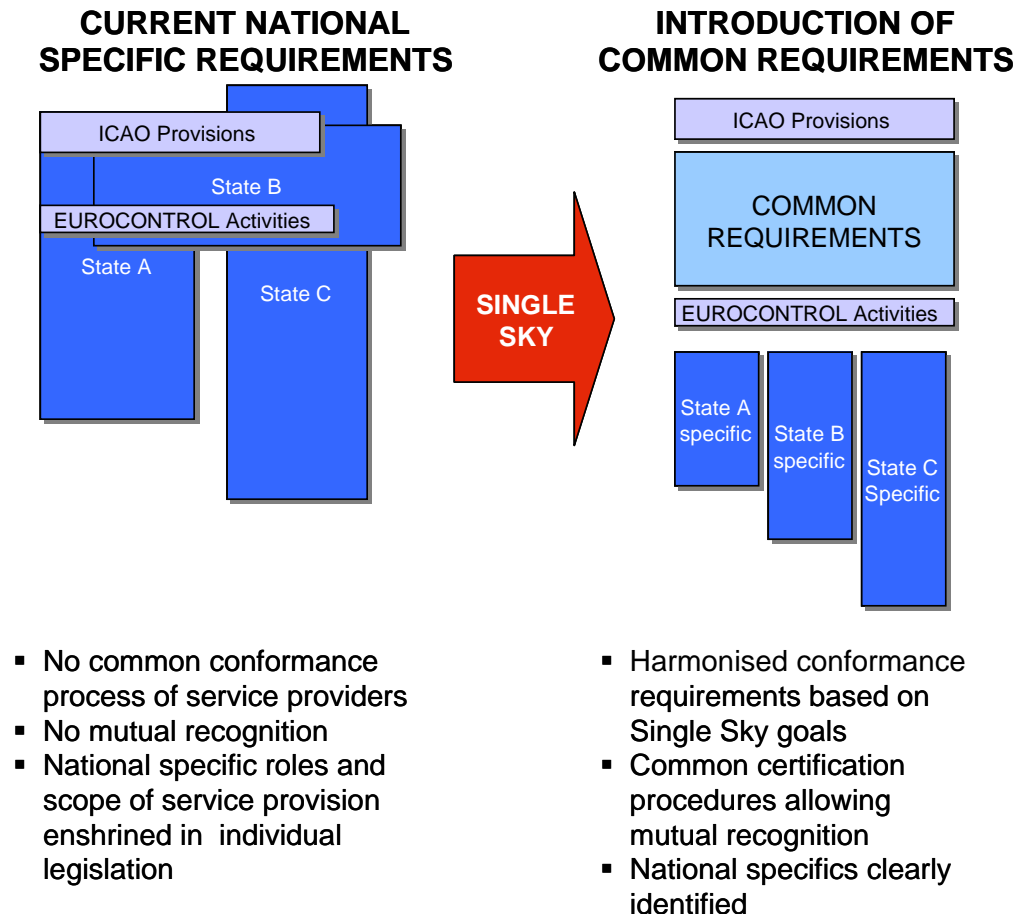 CURRENT NATIONAL
SPECIFIC REQUIREMENTS
ICAO Provisions
State B
EUROCONTROL Activities
State A
State C
SINGLE
SKY
INTRODUCTION OF
COMMON REQUIREMENTS
ICAO Provisions
COMMON
REQUIREMENTS
EUROCONTROL Activities
State A
specific
State B
specific
State C
Specific
▪ No common conformance
process of service providers
▪ No mutual recognition
▪ National specific roles and
scope of service provision
enshrined in individual
legislation
▪ Harmonised conformance
requirements based on
Single Sky goals
▪ Common certification
procedures allowing
mutual recognition
▪ National specifics clearly
identified